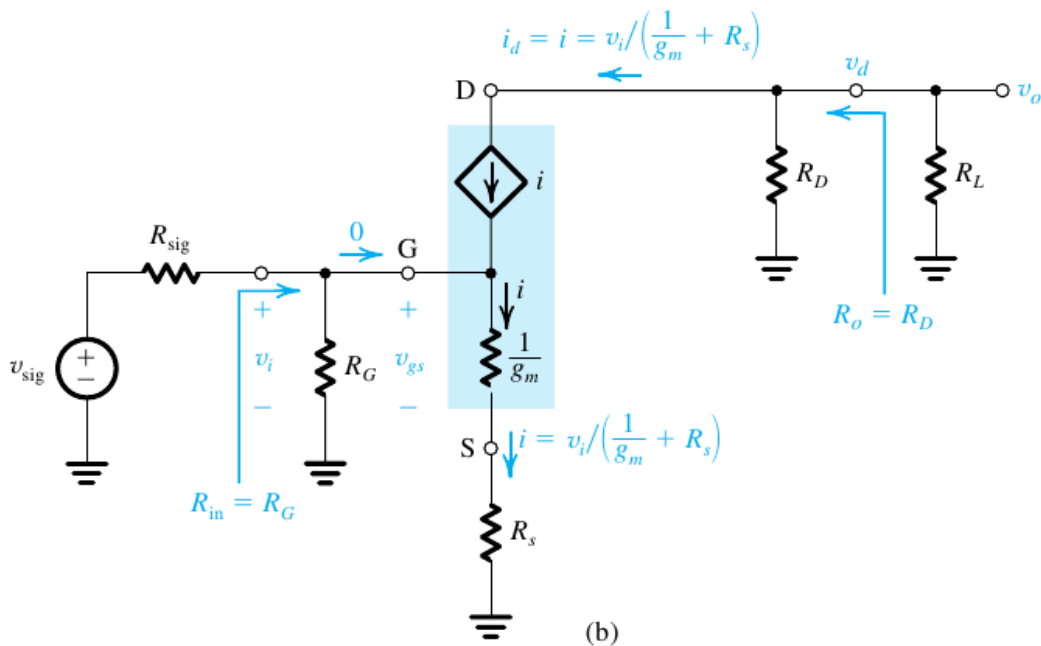 i_d = i = v_i/(1/g_m + R_s)
D
v_d
v_o
i
R_D
R_L
R_sig
0
G
i
R_o = R_D
+
+
v_sig
+
−
v_i
R_G
v_gs
1/g_m
−
−
S
i = v_i/(1/g_m + R_s)
R_in = R_G
R_s
(b)